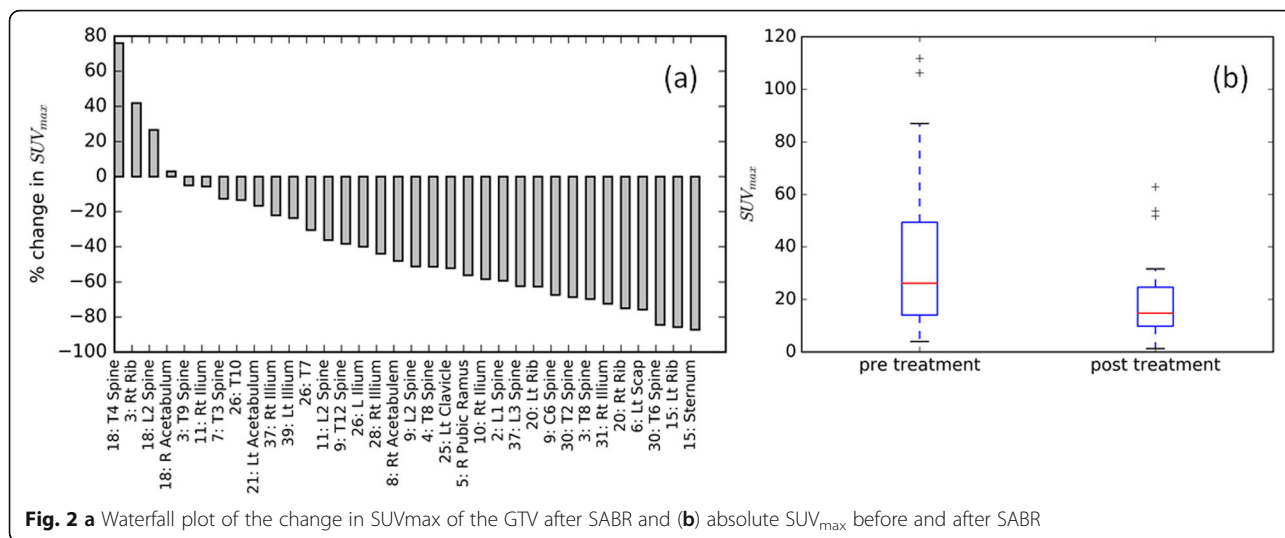 80
60
40
20
0
−20
−40
−60
−80
−100
% change in SUVmax
(a)
18: T4 Spine
3: Rt Rib
18: L2 Spine
18: R Acetabulum
3: T9 Spine
11: Rt Ilium
7: T3 Spine
26: T10
21: Lt Acetabulum
37: Rt Illium
39: Lt Illium
26: T7
11: L2 Spine
9: T12 Spine
26: L Ilium
28: Rt Illium
8: Rt Acetabulem
9: L2 Spine
4: T8 Spine
25: Lt Clavicle
5: R Pubic Ramus
10: Rt Ilium
2: L1 Spine
37: L3 Spine
20: Lt Rib
9: C6 Spine
30: T2 Spine
3: T8 Spine
31: Rt Illium
20: Rt Rib
6: Lt Scap
30: T6 Spine
15: Lt Rib
15: Sternum
120
100
80
60
40
20
0
SUVmax
(b)
pre treatment
post treatment
Fig. 2 a Waterfall plot of the change in SUVmax of the GTV after SABR and (b) absolute SUVmax before and after SABR